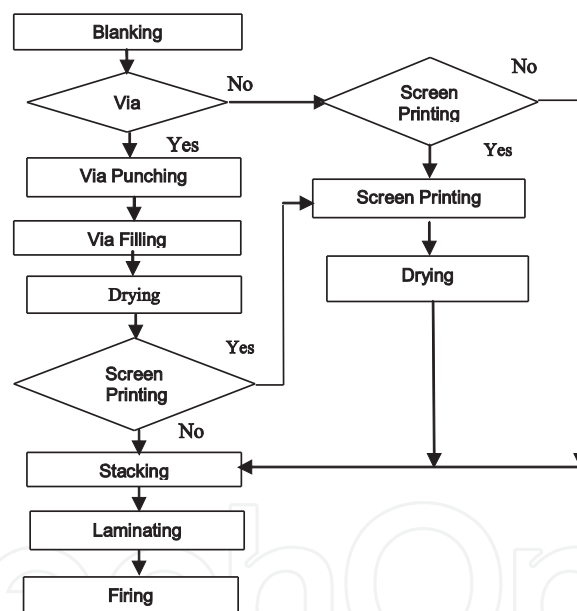 Blanking
Via
No
Yes
Screen
Printing
No
Yes
Via Punching
Screen Printing
Via Filling
Drying
Drying
Yes
Screen
Printing
No
Stacking
Laminating
Firing